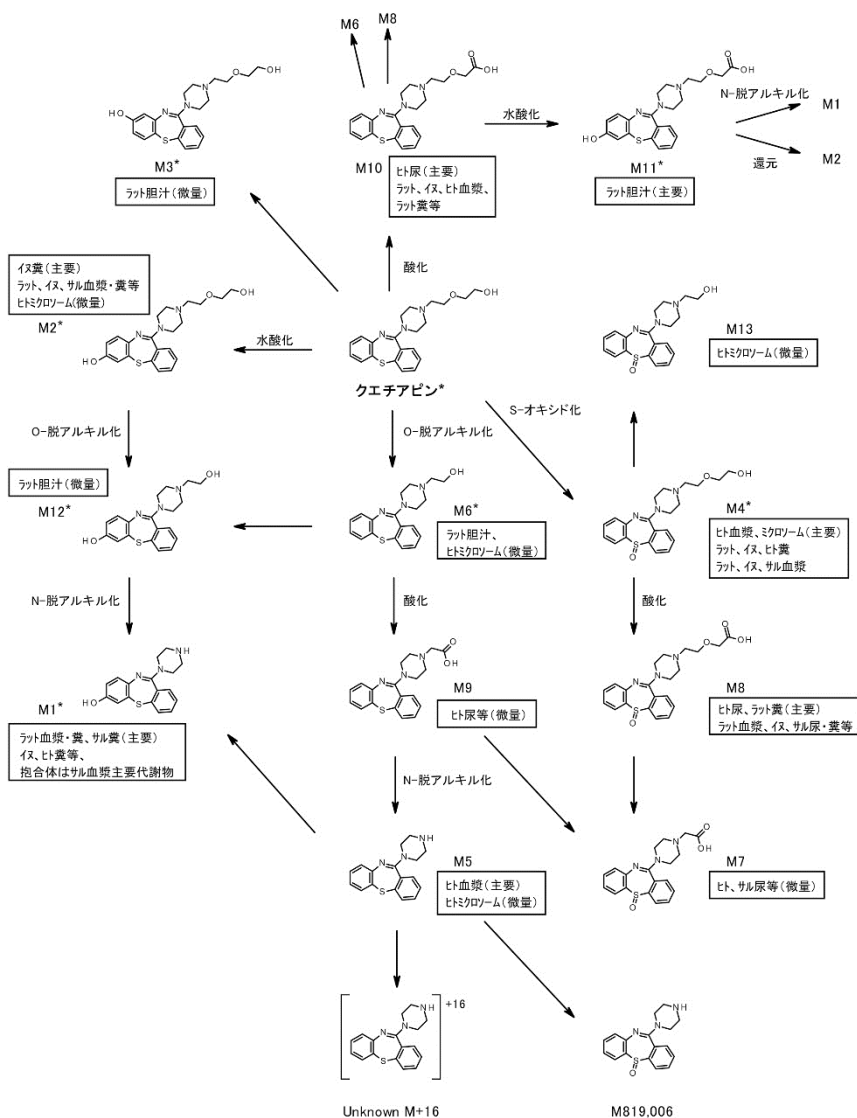 M6
M8
N-脱アルキル化
M1
水酸化
M3*
M10
M11*
還元
M2
ラット胆汁(微量)
ヒト尿(主要)
ラット、イヌ、ヒト血漿、
ラット糞等
ラット胆汁(主要)
酸化
イヌ糞(主要)
ラット、イヌ、サル血漿・糞等
ヒトミクロソーム(微量)
M2*
水酸化
クエチアピン*
M13
ヒトミクロソーム(微量)
S-オキシド化
O-脱アルキル化
O-脱アルキル化
ラット胆汁(微量)
M12*
M6*
ラット胆汁、
ヒトミクロソーム(微量)
M4*
ヒト血漿、ミクロソーム(主要)
ラット、イヌ、ヒト糞
ラット、イヌ、サル血漿
N-脱アルキル化
酸化
酸化
M1*
ラット血漿・糞、サル糞(主要)
イヌ、ヒト糞等、
抱合体はサル血漿主要代謝物
M9
ヒト尿等(微量)
M8
ヒト尿、ラット糞(主要)
ラット血漿、イヌ、サル尿・糞等
N-脱アルキル化
M5
ヒト血漿(主要)
ヒトミクロソーム(微量)
M7
ヒト、サル尿等(微量)
+16
Unknown M+16
M819,006